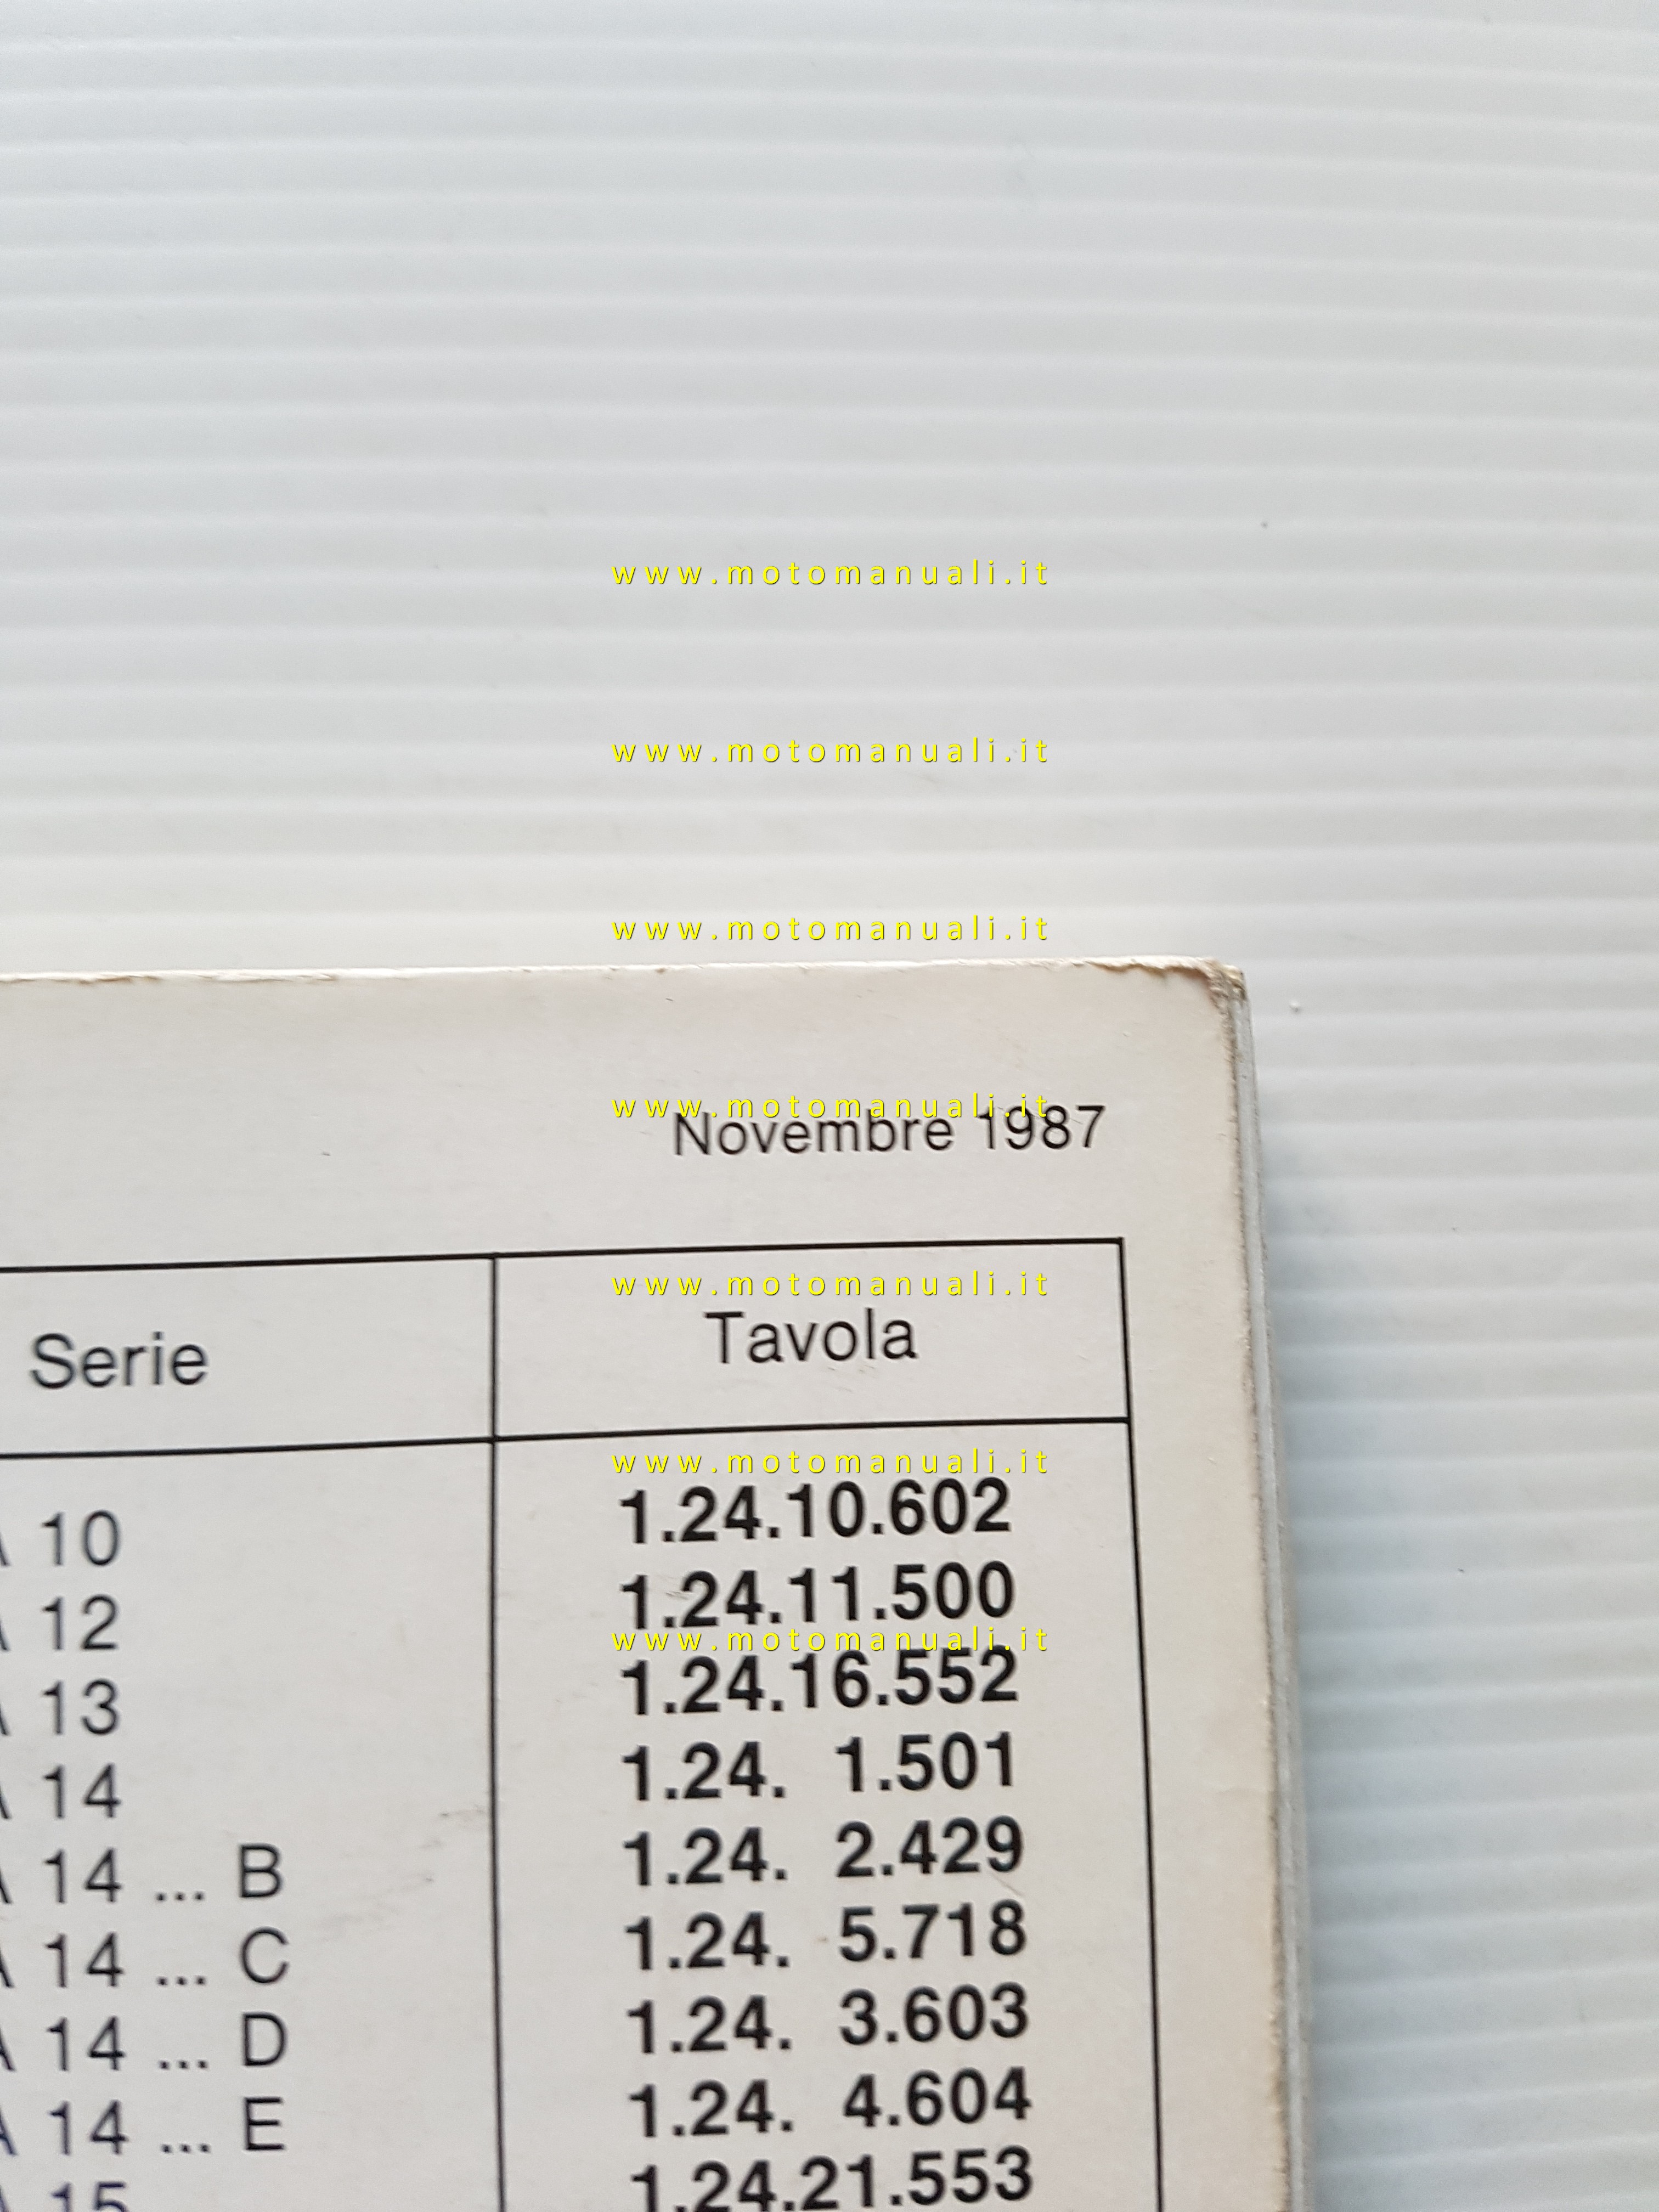 www.motomanuali.it
www.motomanuali.it
www.motomanuali.it
www.motomanuali.it
Novembre 1987
www.motomanuali.it
Serie Tavola
www.motomanuali.it
A 10 1.24.10.602
A 12 1.24.11.500
www.motomanuali.it
A 13 1.24.16.552
A 14 1.24. 1.501
A 14 ... B 1.24. 2.429
A 14 ... C 1.24. 5.718
A 14 ... D 1.24. 3.603
A 14 ... E 1.24. 4.604
A 15 1.24.21.553